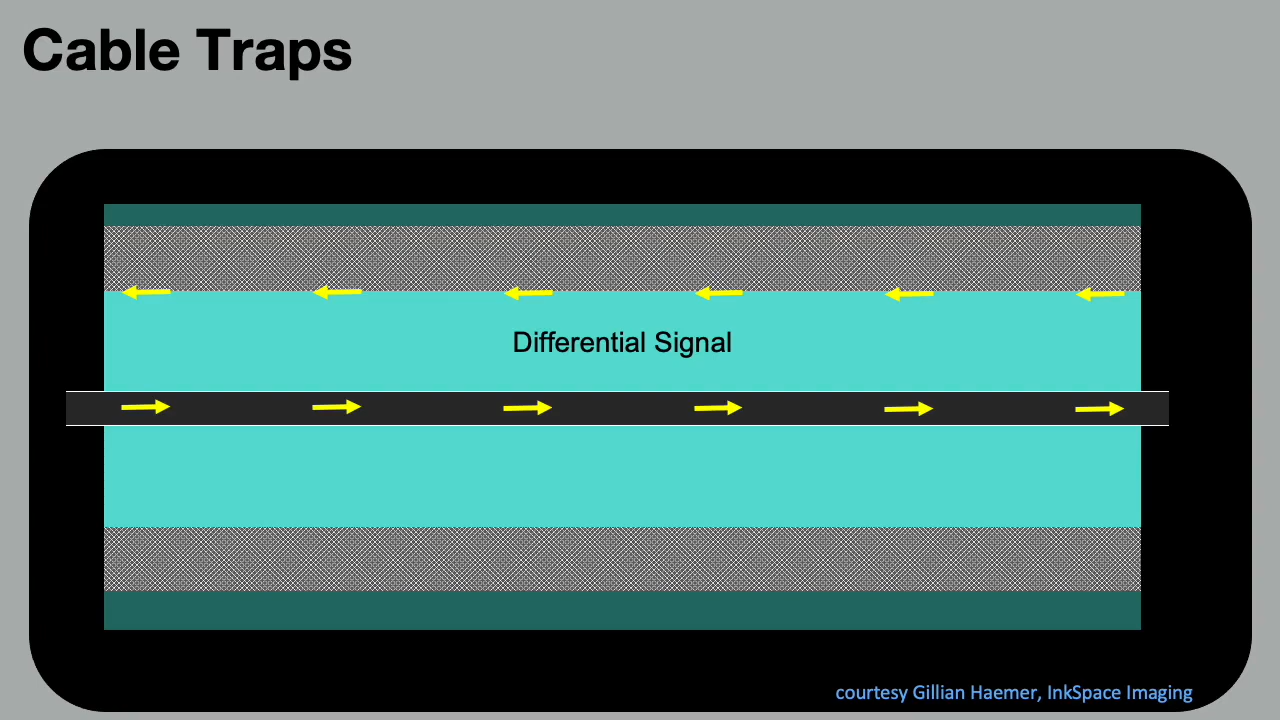 Cable Traps
Differential Signal
courtesy Gillian Haemer, InkSpace Imaging